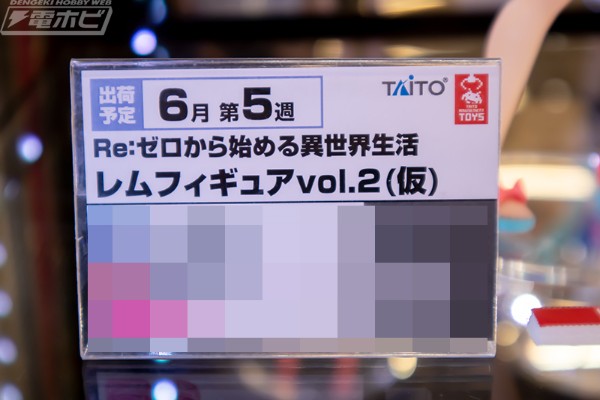 DENGEKI HOBBY WEB
電ホビ
出荷予定 6月 第5週
TAITO®
TOYS
Re:ゼロから始める異世界生活
レムフィギュアvol.2(仮)